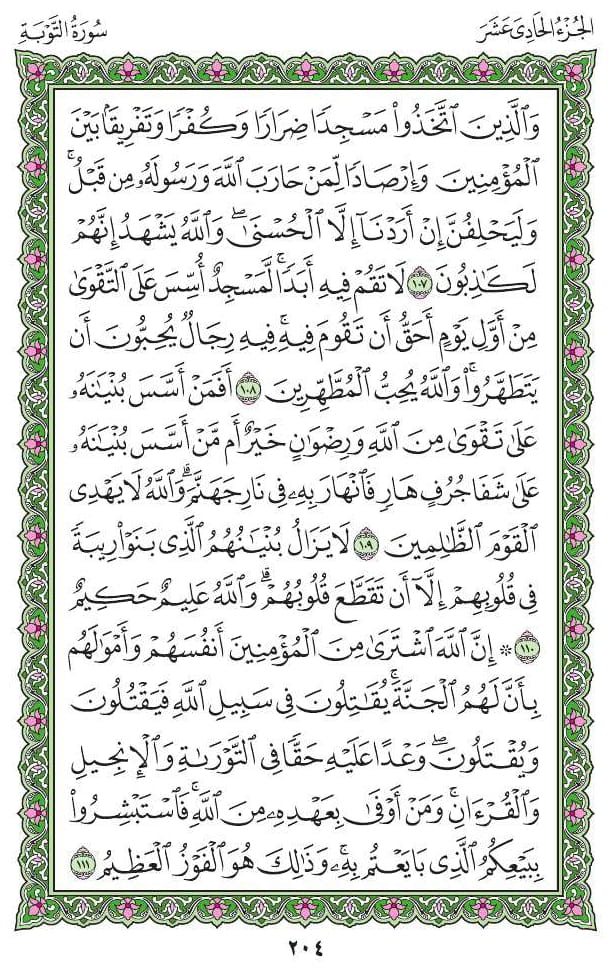 الجُزْءُ الحَادِى عَشَرَ
سُورَةُ التَّوْبَةِ
وَٱلَّذِينَ ٱتَّخَذُوا۟ مَسْجِدًا ضِرَارًا وَكُفْرًا وَتَفْرِيقًۢا بَيْنَ
ٱلْمُؤْمِنِينَ وَإِرْصَادًا لِّمَنْ حَارَبَ ٱللَّهَ وَرَسُولَهُۥ مِن قَبْلُ ۚ
وَلَيَحْلِفُنَّ إِنْ أَرَدْنَآ إِلَّا ٱلْحُسْنَىٰ ۖ وَٱللَّهُ يَشْهَدُ إِنَّهُمْ
لَكَـٰذِبُونَ ١٠٧ لَا تَقُمْ فِيهِ أَبَدًا ۚ لَّمَسْجِدٌ أُسِّسَ عَلَى ٱلتَّقْوَىٰ
مِنْ أَوَّلِ يَوْمٍ أَحَقُّ أَن تَقُومَ فِيهِ ۚ فِيهِ رِجَالٌ يُحِبُّونَ أَن
يَتَطَهَّرُوا۟ ۚ وَٱللَّهُ يُحِبُّ ٱلْمُطَّهِّرِينَ ١٠٨ أَفَمَنْ أَسَّسَ بُنْيَـٰنَهُۥ
عَلَىٰ تَقْوَىٰ مِنَ ٱللَّهِ وَرِضْوَٰنٍ خَيْرٌ أَم مَّنْ أَسَّسَ بُنْيَـٰنَهُۥ
عَلَىٰ شَفَا جُرُفٍ هَارٍ فَٱنْهَارَ بِهِۦ فِى نَارِ جَهَنَّمَ ۗ وَٱللَّهُ لَا يَهْدِى
ٱلْقَوْمَ ٱلظَّـٰلِمِينَ ١٠٩ لَا يَزَالُ بُنْيَـٰنُهُمُ ٱلَّذِى بَنَوْا۟ رِيبَةً
فِى قُلُوبِهِمْ إِلَّآ أَن تَقَطَّعَ قُلُوبُهُمْ ۗ وَٱللَّهُ عَلِيمٌ حَكِيمٌ
١١٠ ۞ إِنَّ ٱللَّهَ ٱشْتَرَىٰ مِنَ ٱلْمُؤْمِنِينَ أَنفُسَهُمْ وَأَمْوَٰلَهُم
بِأَنَّ لَهُمُ ٱلْجَنَّةَ ۚ يُقَـٰتِلُونَ فِى سَبِيلِ ٱللَّهِ فَيَقْتُلُونَ
وَيُقْتَلُونَ ۖ وَعْدًا عَلَيْهِ حَقًّا فِى ٱلتَّوْرَىٰةِ وَٱلْإِنجِيلِ
وَٱلْقُرْءَانِ ۚ وَمَنْ أَوْفَىٰ بِعَهْدِهِۦ مِنَ ٱللَّهِ ۚ فَٱسْتَبْشِرُوا۟
بِبَيْعِكُمُ ٱلَّذِى بَايَعْتُم بِهِۦ ۚ وَذَٰلِكَ هُوَ ٱلْفَوْزُ ٱلْعَظِيمُ ١١١
٢٠٤